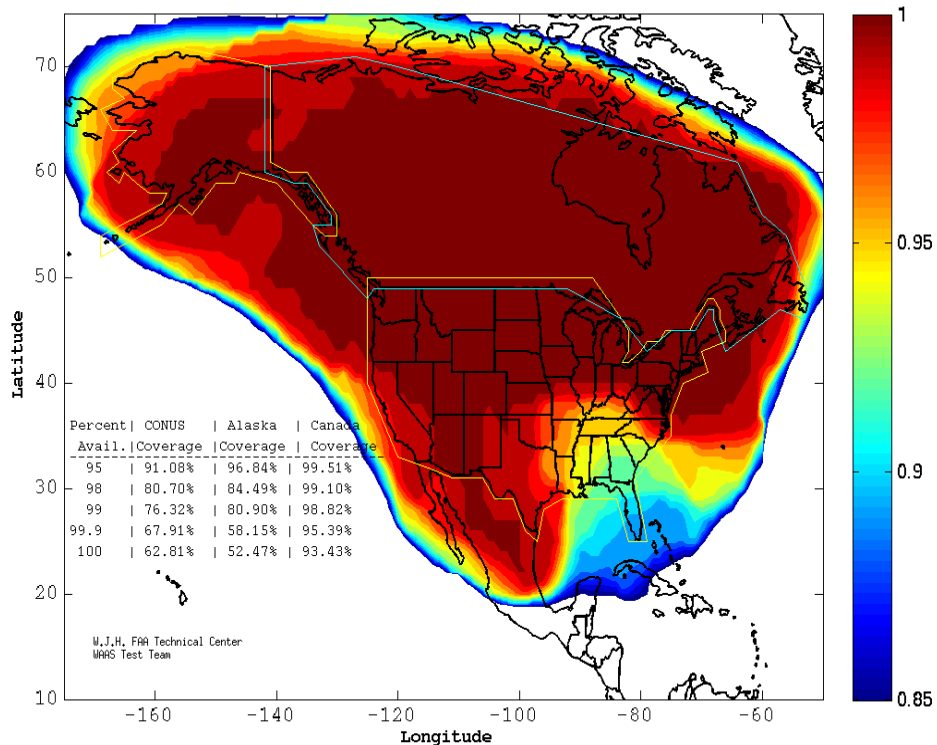 1
70
60
50
40
30
20
10
Latitude
0.95
0.9
0.85
Percent| CONUS | Alaska | Canada
Avail.|Coverage |Coverage | Coverage
95 | 91.08% | 96.84% | 99.51%
98 | 80.70% | 84.49% | 99.10%
99 | 76.32% | 80.90% | 98.82%
99.9 | 67.91% | 58.15% | 95.39%
100 | 62.81% | 52.47% | 93.43%
W.J.H. FAA Technical Center
WAAS Test Team
-160 -140 -120 -100 -80 -60
Longitude